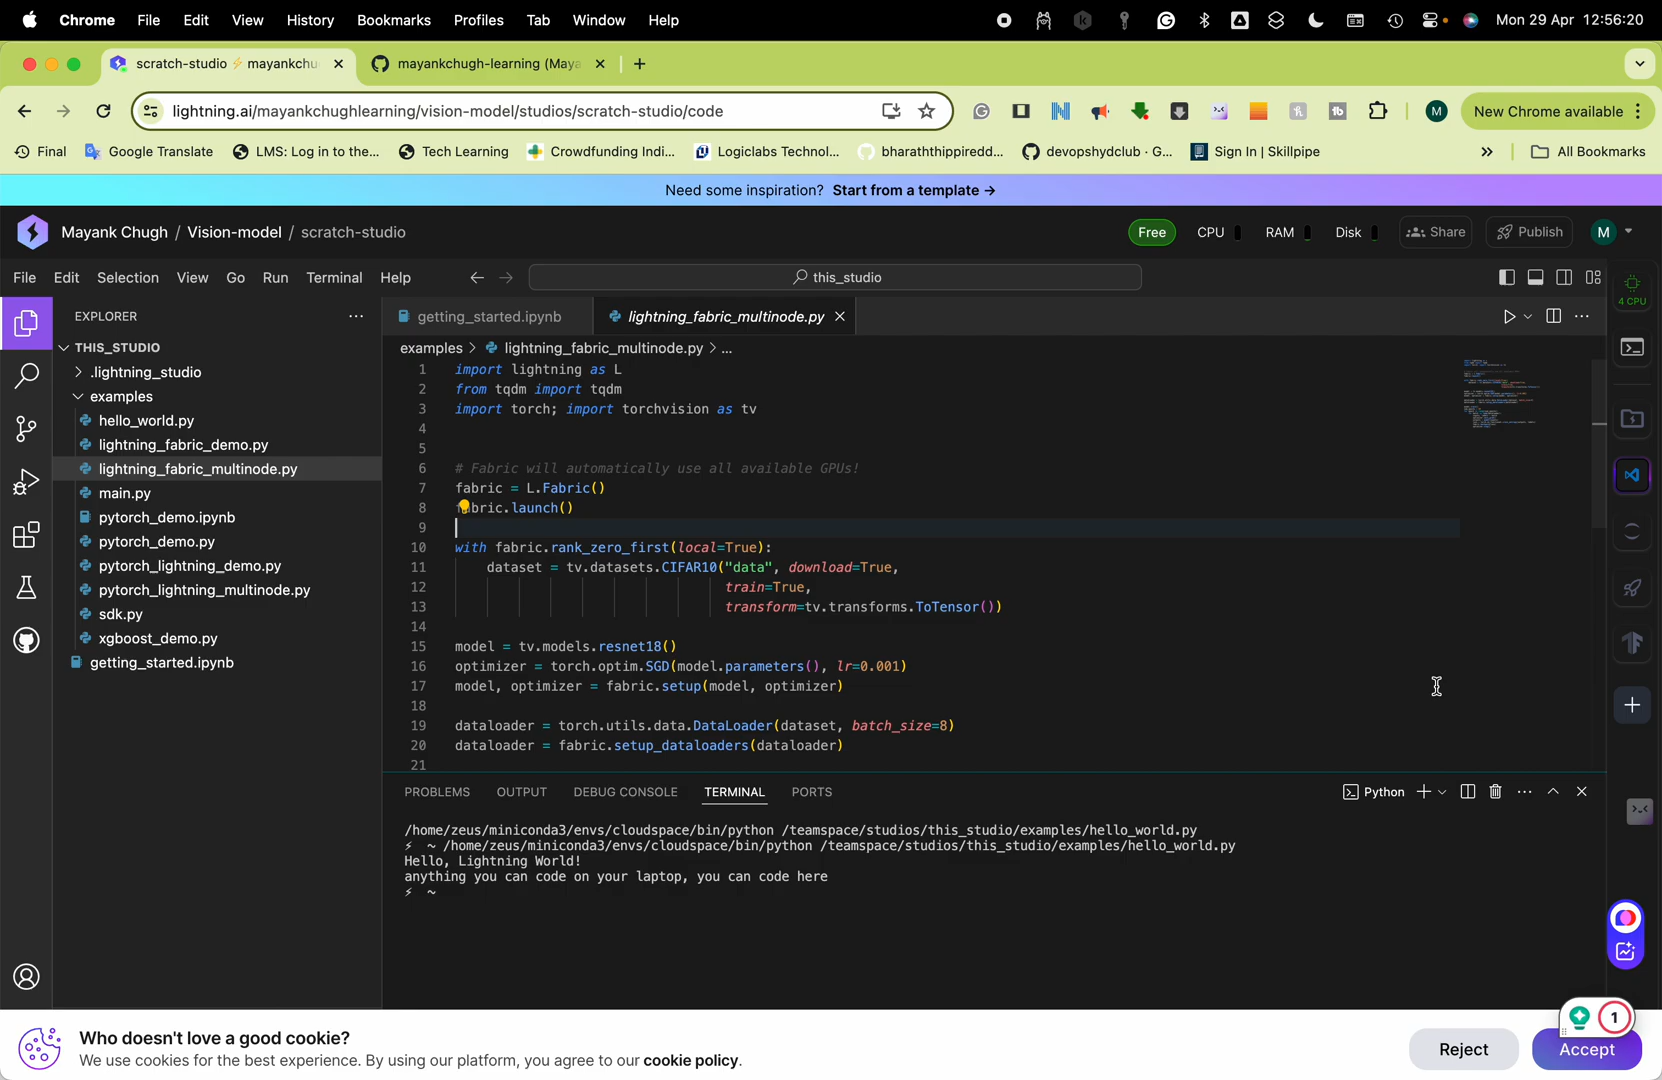 Chrome File Edit View History Bookmarks Profiles Tab Window Help Mon 29 Apr 12:56:20
scratch-studio ⚡ mayankchu mayankchugh-learning (Maya
lightning.ai/mayankchughlearning/vision-model/studios/scratch-studio/code M New Chrome available
Final Google Translate LMS: Log in to the... Tech Learning Crowdfunding Indi... Logiclabs Technol... bharaththippiredd... devopshydclub · G... Sign In | Skillpipe » All Bookmarks
Need some inspiration? Start from a template →
Mayank Chugh / Vision-model / scratch-studio Free CPU RAM Disk Share Publish M
File Edit Selection View Go Run Terminal Help this_studio
4 CPU
EXPLORER ... getting_started.ipynb lightning_fabric_multinode.py
THIS_STUDIO
.lightning_studio
examples
hello_world.py
lightning_fabric_demo.py
lightning_fabric_multinode.py
main.py
pytorch_demo.ipynb
pytorch_demo.py
pytorch_lightning_demo.py
pytorch_lightning_multinode.py
sdk.py
xgboost_demo.py
getting_started.ipynb
examples > lightning_fabric_multinode.py > ...
1 import lightning as L
2 from tqdm import tqdm
3 import torch; import torchvision as tv
4
5
6 # Fabric will automatically use all available GPUs!
7 fabric = L.Fabric()
8 fabric.launch()
9
10 with fabric.rank_zero_first(local=True):
11 dataset = tv.datasets.CIFAR10("data", download=True,
12 train=True,
13 transform=tv.transforms.ToTensor())
14
15 model = tv.models.resnet18()
16 optimizer = torch.optim.SGD(model.parameters(), lr=0.001)
17 model, optimizer = fabric.setup(model, optimizer)
18
19 dataloader = torch.utils.data.DataLoader(dataset, batch_size=8)
20 dataloader = fabric.setup_dataloaders(dataloader)
21
PROBLEMS OUTPUT DEBUG CONSOLE TERMINAL PORTS Python
/home/zeus/miniconda3/envs/cloudspace/bin/python /teamspace/studios/this_studio/examples/hello_world.py
⚡ ~ /home/zeus/miniconda3/envs/cloudspace/bin/python /teamspace/studios/this_studio/examples/hello_world.py
Hello, Lightning World!
anything you can code on your laptop, you can code here
⚡ ~
Who doesn't love a good cookie?
We use cookies for the best experience. By using our platform, you agree to our cookie policy.
Reject
1
Accept